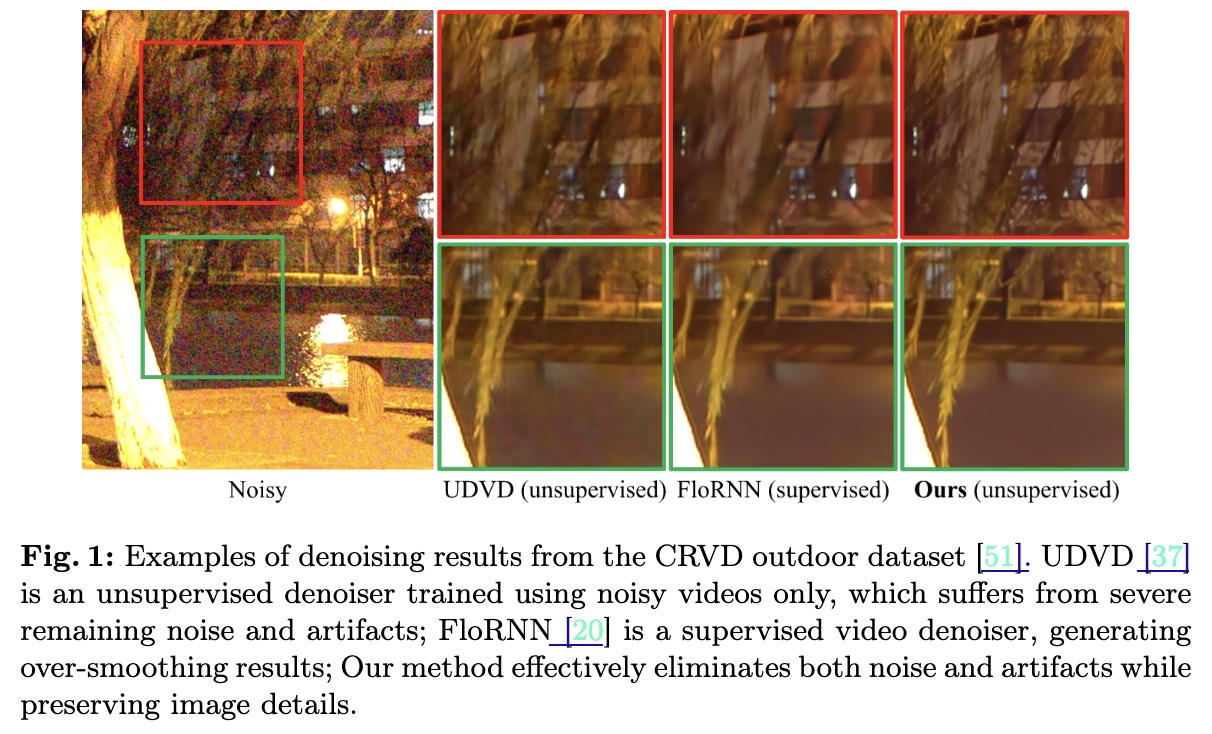 Noisy
UDVD (unsupervised) FloRNN (supervised) Ours (unsupervised)
Fig. 1: Examples of denoising results from the CRVD outdoor dataset [51]. UDVD [37]
is an unsupervised denoiser trained using noisy videos only, which suffers from severe
remaining noise and artifacts; FloRNN [20] is a supervised video denoiser, generating
over-smoothing results; Our method effectively eliminates both noise and artifacts while
preserving image details.